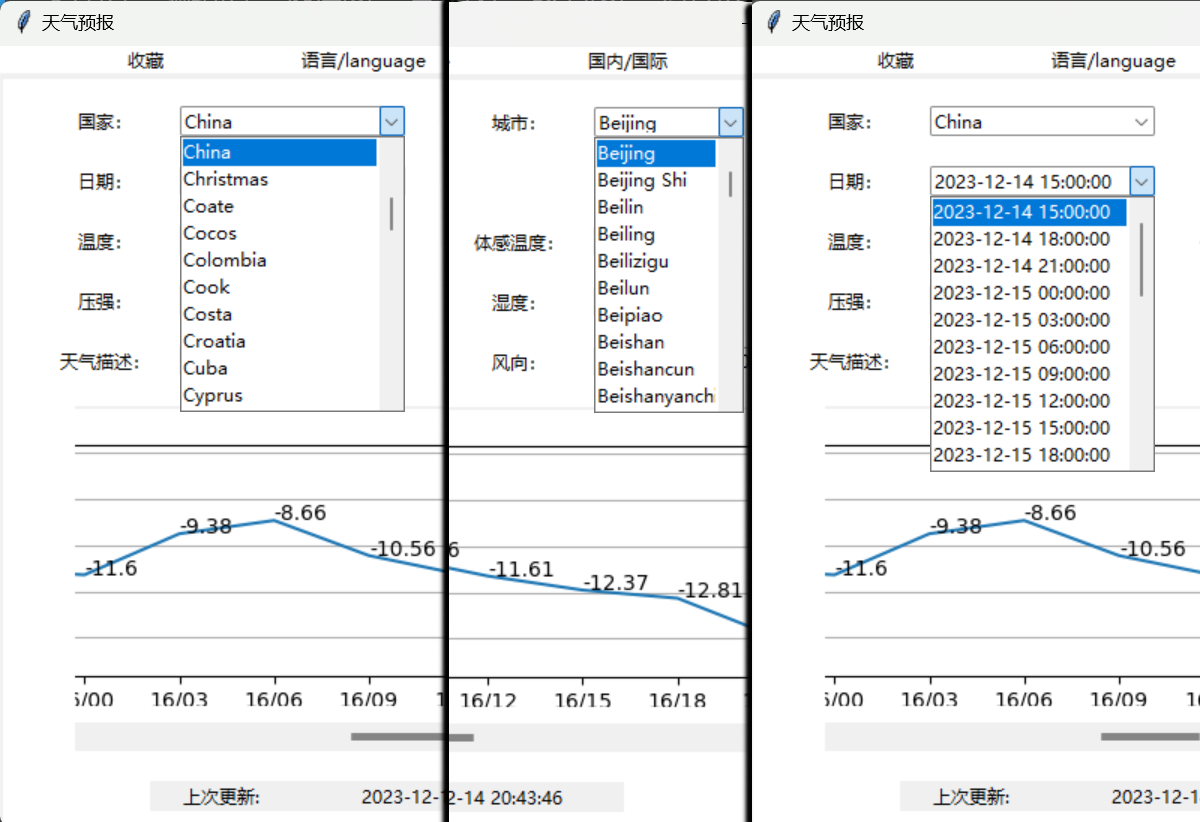 天气预报
收藏 语言/language
国家: China
China
Christmas
Coate
Cocos
Colombia
Cook
Costa
Croatia
Cuba
Cyprus
日期:
温度:
压强:
天气描述:
-11.6 -9.38 -8.66 -10.56
/00 16/03 16/06 16/09 1
上次更新: 2023-12-1
国内/国际
城市: Beijing
Beijing
Beijing Shi
Beilin
Beiling
Beilizigu
Beilun
Beipiao
Beishan
Beishancun
Beishanyanchi
体感温度:
湿度:
风向:
6 -11.61 -12.37 -12.81
16/12 16/15 16/18
2-14 20:43:46
天气预报
收藏 语言/language
国家: China
日期: 2023-12-14 15:00:00
2023-12-14 15:00:00
2023-12-14 18:00:00
2023-12-14 21:00:00
2023-12-15 00:00:00
2023-12-15 03:00:00
2023-12-15 06:00:00
2023-12-15 09:00:00
2023-12-15 12:00:00
2023-12-15 15:00:00
2023-12-15 18:00:00
温度:
压强:
天气描述:
-11.6 -9.38 -8.66 -10.56
/00 16/03 16/06 16/09 1
上次更新: 2023-12-1